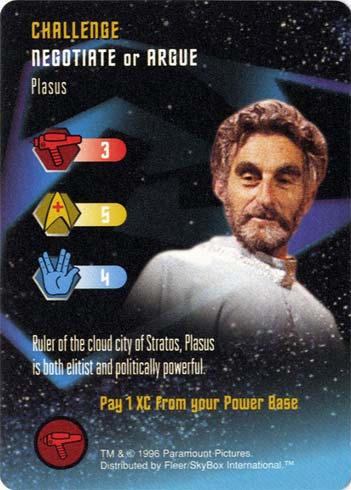 CHALLENGE
NEGOTIATE or ARGUE
Plasus
3
5
4
Ruler of the cloud city of Stratos, Plasus
is both elitist and politically powerful.
Pay 1 XC from your Power Base
TM & © 1996 Paramount Pictures.
Distributed by Fleer/SkyBox International.™